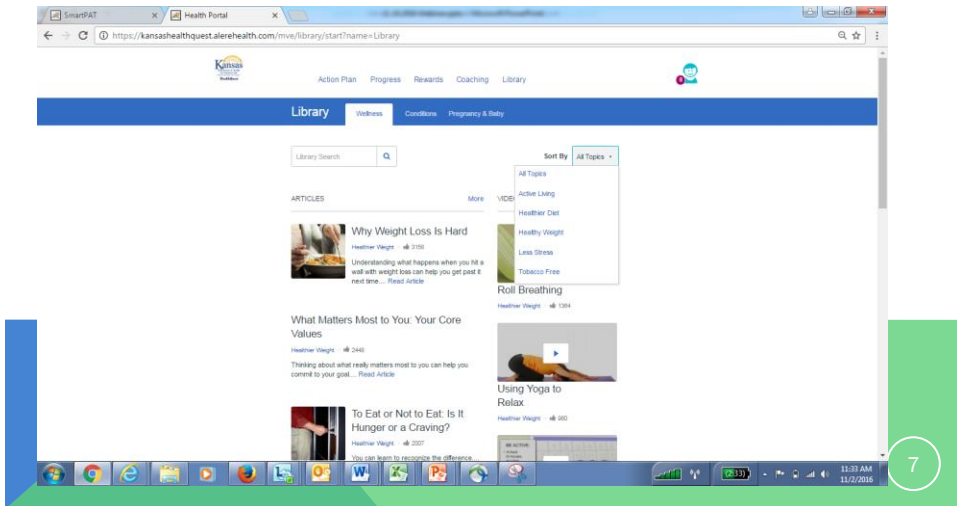 SmartPAT
Health Portal
https://kansashealthquest.alerehealth.com/mve/library/start?name=Library
Kansas
Action Plan Progress Rewards Coaching Library
Library Wellness Conditions Pregnancy & Baby
Library Search
Sort By All Topics
All Topics
Active Living
Healthier Diet
Healthy Weight
Less Stress
Tobacco Free
ARTICLES More
Why Weight Loss Is Hard
Healthier Weight
Understanding what happens when you hit a
wall with weight loss can help you get past it
next time.... Read Article
What Matters Most to You: Your Core
Values
Healthier Weight 2448
Thinking about what really matters most to you can help you
commit to your goal.... Read Article
To Eat or Not to Eat: Is It
Hunger or a Craving?
Healthier Weight 2007
You can learn to recognize the difference....
Roll Breathing
Healthier Weight 1384
Using Yoga to
Relax
Healthier Weight 980
BE ACTIVE
11:33 AM
11/2/2016
7